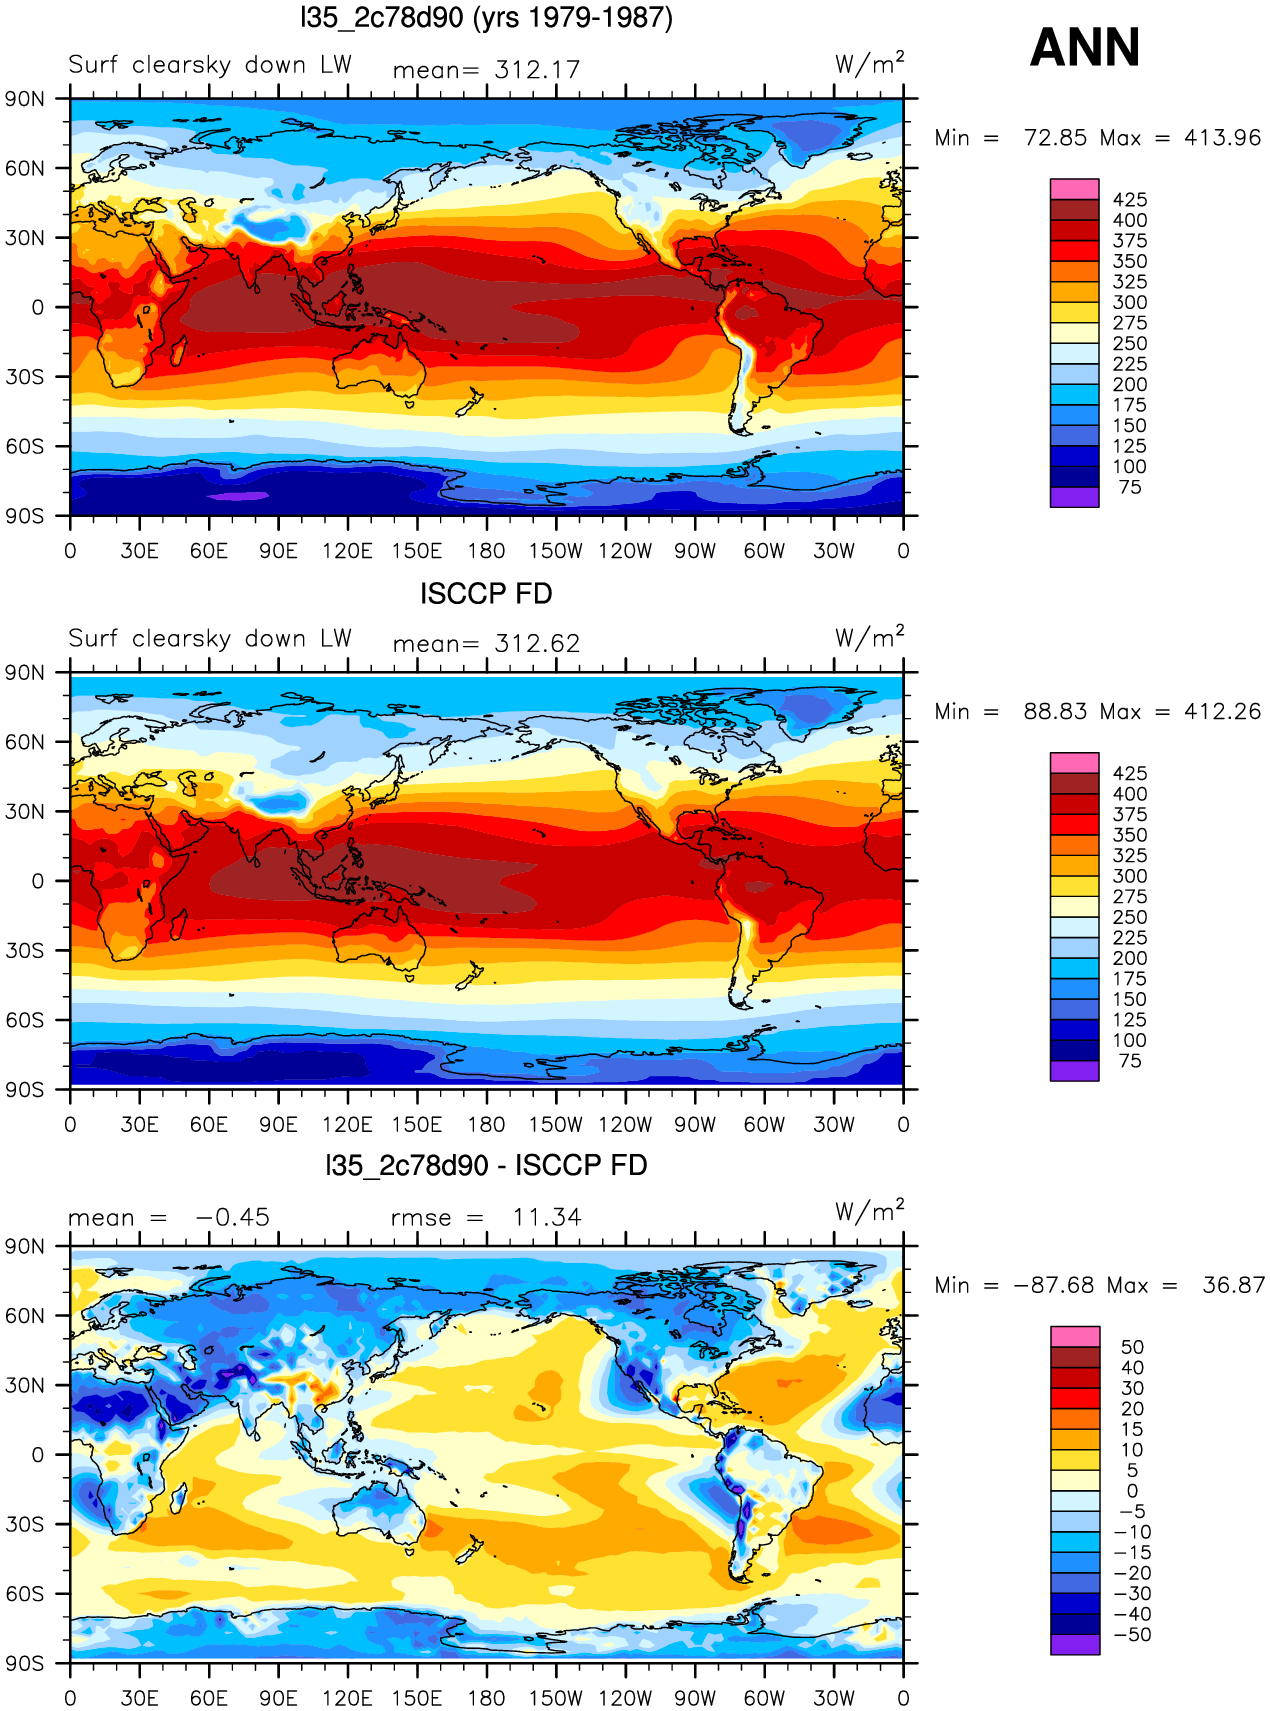 l35_2c78d90 (yrs 1979-1987)
ANN
Surf clearsky down LW mean= 312.17 W/m²
Min = 72.85 Max = 413.96
90N
60N
30N
0
30S
60S
90S
0 30E 60E 90E 120E 150E 180 150W 120W 90W 60W 30W 0
425
400
375
350
325
300
275
250
225
200
175
150
125
100
75
ISCCP FD
Surf clearsky down LW mean= 312.62 W/m²
Min = 88.83 Max = 412.26
90N
60N
30N
0
30S
60S
90S
0 30E 60E 90E 120E 150E 180 150W 120W 90W 60W 30W 0
425
400
375
350
325
300
275
250
225
200
175
150
125
100
75
l35_2c78d90 - ISCCP FD
mean = −0.45 rmse = 11.34 W/m²
Min = −87.68 Max = 36.87
90N
60N
30N
0
30S
60S
90S
0 30E 60E 90E 120E 150E 180 150W 120W 90W 60W 30W 0
50
40
30
20
15
10
5
0
−5
−10
−15
−20
−30
−40
−50